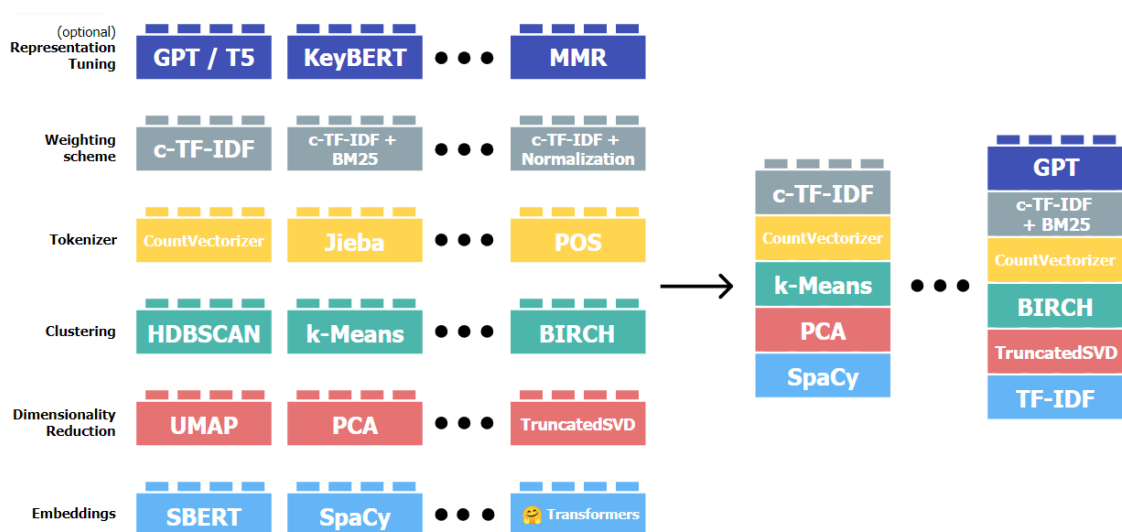 (optional)
Representation
Tuning
GPT / T5
KeyBERT
MMR
Weighting
scheme
c-TF-IDF
c-TF-IDF +
BM25
c-TF-IDF +
Normalization
Tokenizer
CountVectorizer
Jieba
POS
Clustering
HDBSCAN
k-Means
BIRCH
Dimensionality
Reduction
UMAP
PCA
TruncatedSVD
Embeddings
SBERT
SpaCy
🤗 Transformers
c-TF-IDF
CountVectorizer
k-Means
PCA
SpaCy
GPT
c-TF-IDF
+ BM25
CountVectorizer
BIRCH
TruncatedSVD
TF-IDF